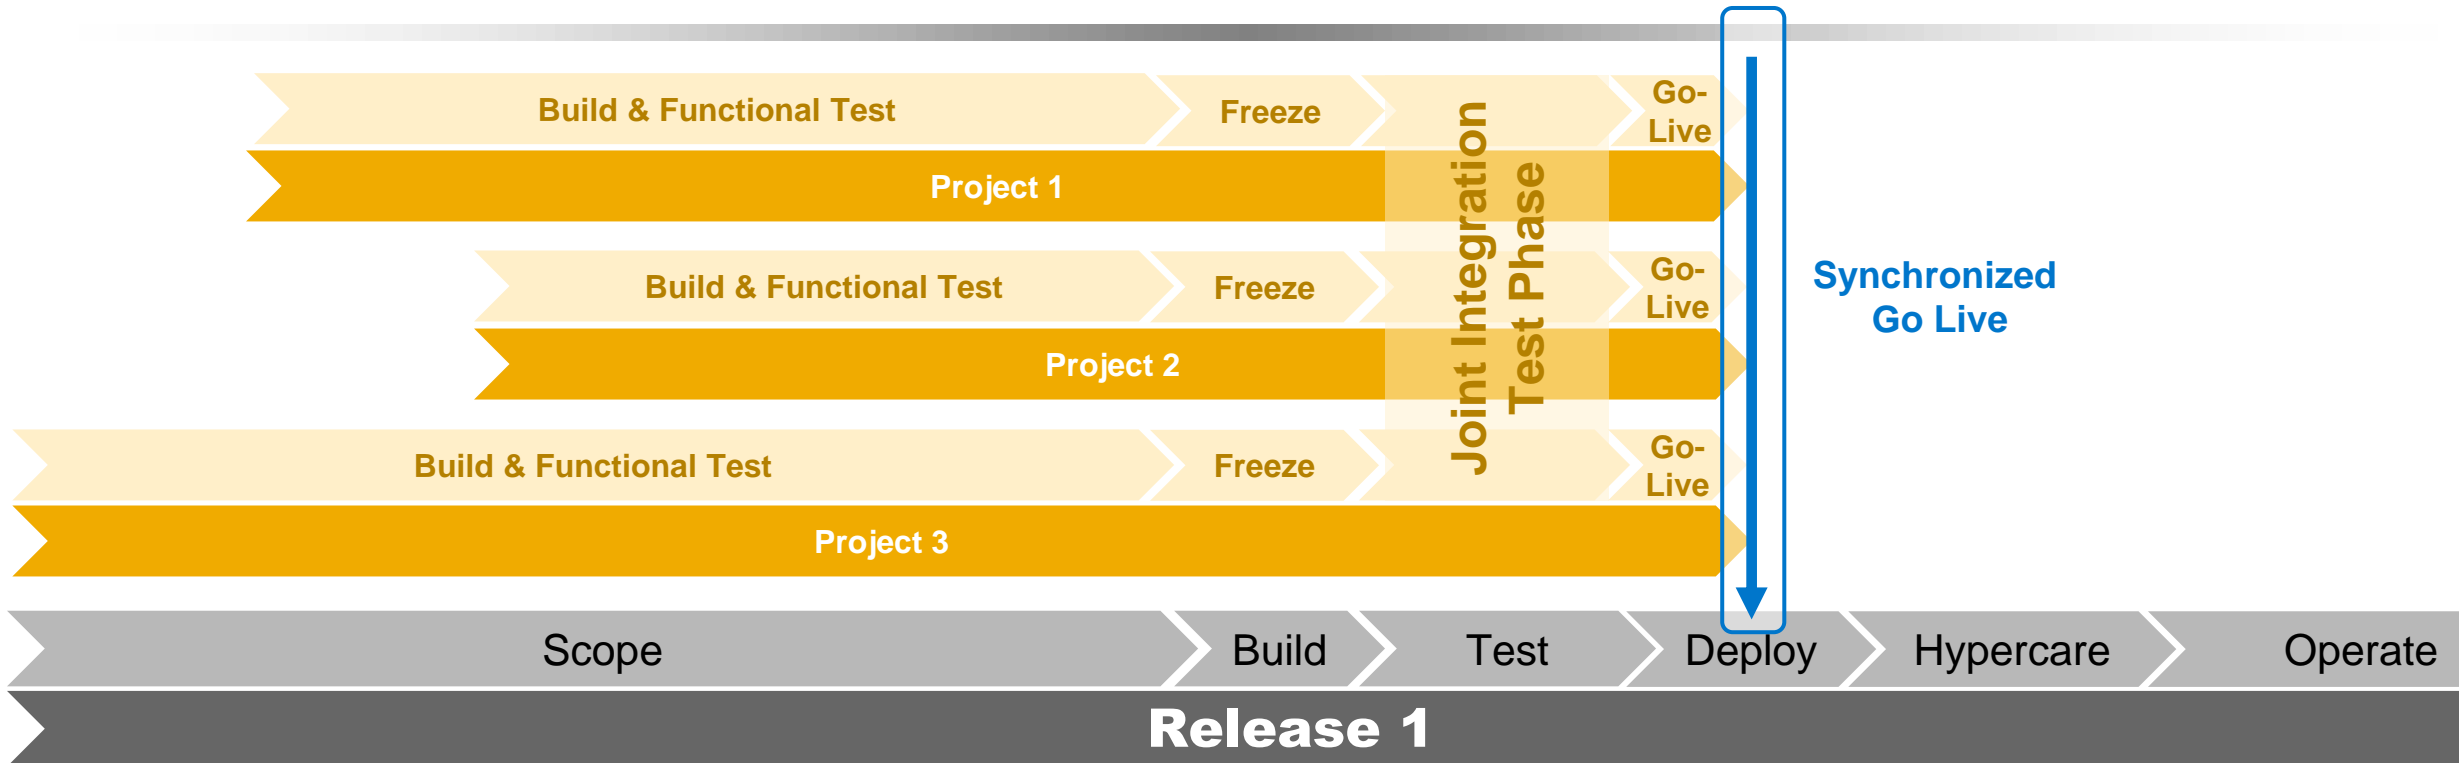 Build & Functional Test
Freeze
Go-
Live
Project 1
Joint Integration
Test Phase
Build & Functional Test
Freeze
Go-
Live
Project 2
Synchronized
Go Live
Build & Functional Test
Freeze
Go-
Live
Project 3
Scope
Build
Test
Deploy
Hypercare
Operate
Release 1